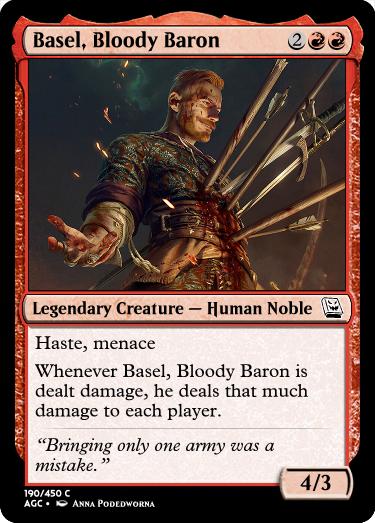 Basel, Bloody Baron 2
Legendary Creature — Human Noble
Haste, menace
Whenever Basel, Bloody Baron is
dealt damage, he deals that much
damage to each player.
“Bringing only one army was a
mistake.”
4/3
190/450 C
AGC • Anna Podedworna